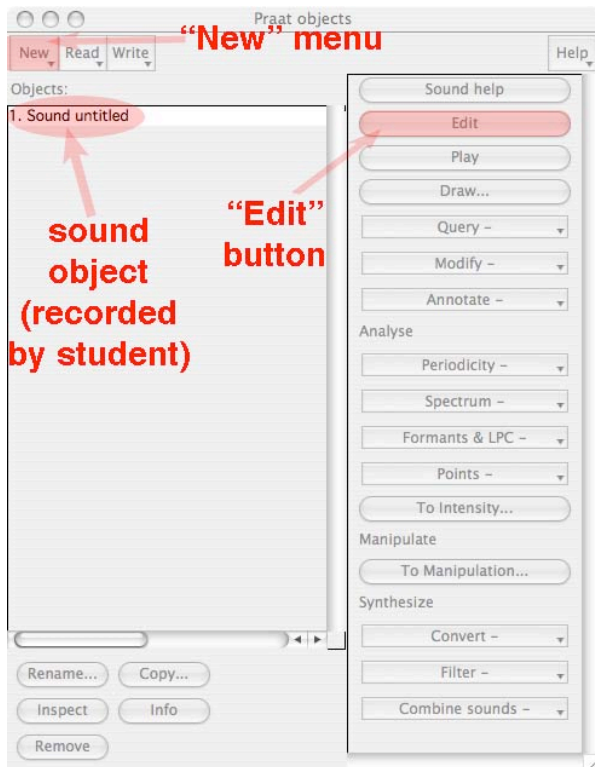 Praat objects
“New” menu
New Read Write Help
Objects:
1. Sound untitled
sound
object
(recorded
by student)
“Edit”
button
Sound help
Edit
Play
Draw...
Query -
Modify -
Annotate -
Analyse
Periodicity -
Spectrum -
Formants & LPC -
Points -
To Intensity...
Manipulate
To Manipulation...
Synthesize
Convert -
Filter -
Combine sounds -
Rename... Copy...
Inspect Info
Remove